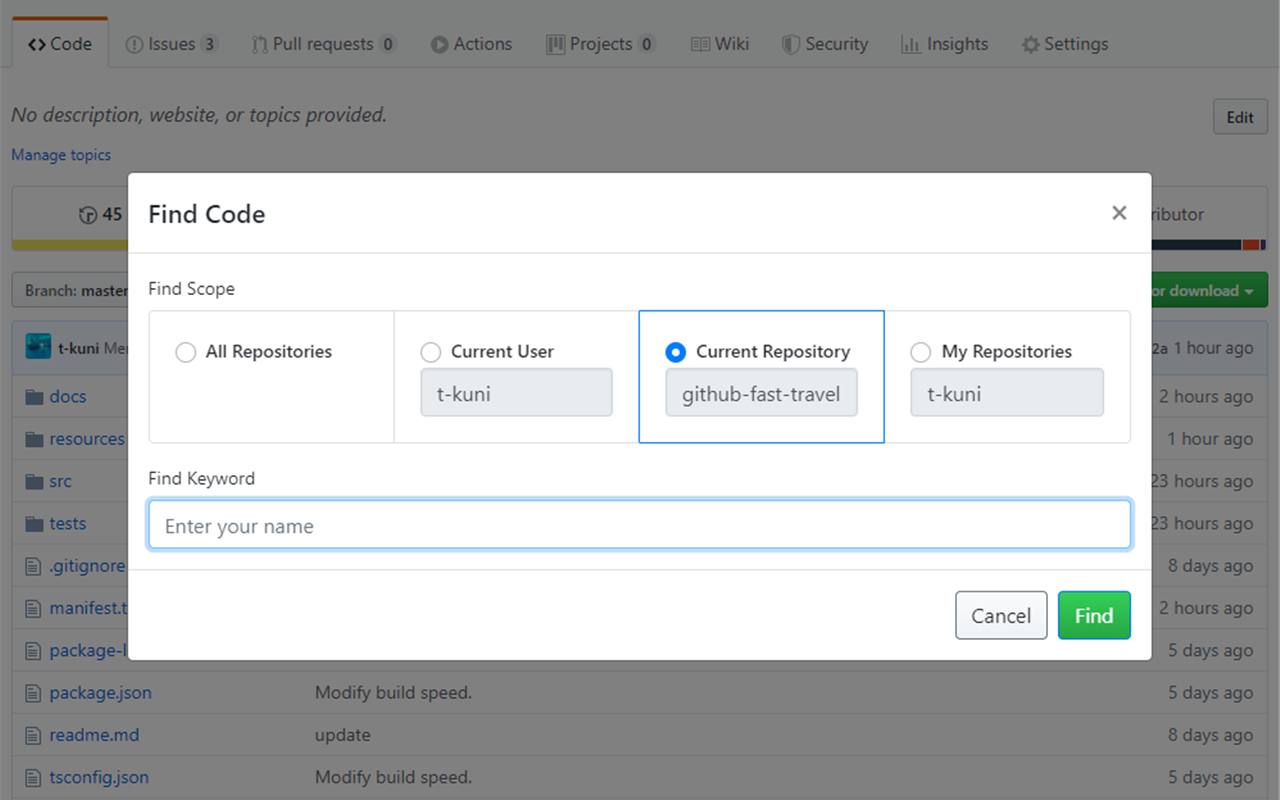 Code Issues 3 Pull requests 0 Actions Projects 0 Wiki Security Insights Settings
No description, website, or topics provided.
Edit
Manage topics
45
ributor
Find Code
×
Branch: master
or download
Find Scope
t-kuni Mer
2a 1 hour ago
All Repositories
Current User
t-kuni
Current Repository
github-fast-travel
My Repositories
t-kuni
docs
2 hours ago
resources
1 hour ago
Find Keyword
Enter your name
src
23 hours ago
tests
23 hours ago
.gitignore
8 days ago
Cancel Find
manifest.t
2 hours ago
package-l
5 days ago
package.json Modify build speed. 5 days ago
readme.md update 8 days ago
tsconfig.json Modify build speed. 5 days ago